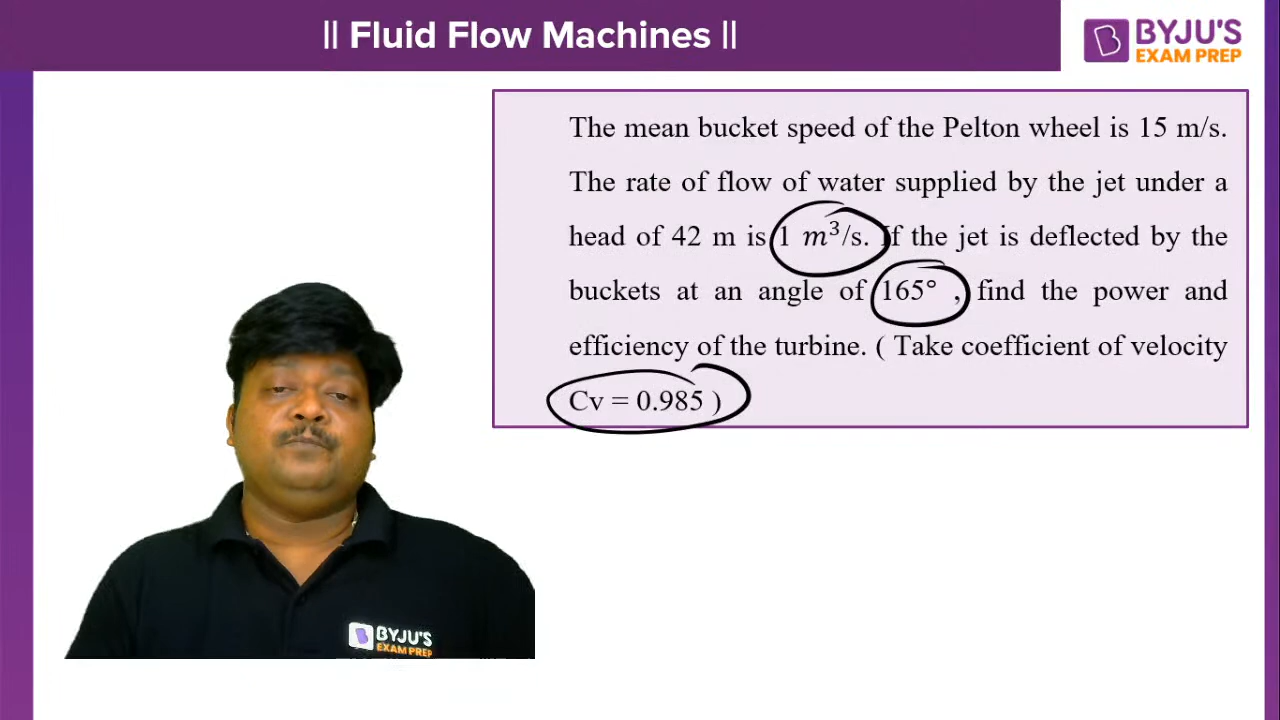 || Fluid Flow Machines ||
BYJU'S
EXAM PREP
The mean bucket speed of the Pelton wheel is 15 m/s.
The rate of flow of water supplied by the jet under a
head of 42 m is 1 m³/s. If the jet is deflected by the
buckets at an angle of 165° , find the power and
efficiency of the turbine. ( Take coefficient of velocity
Cv = 0.985 )
BYJU'S
EXAM PREP